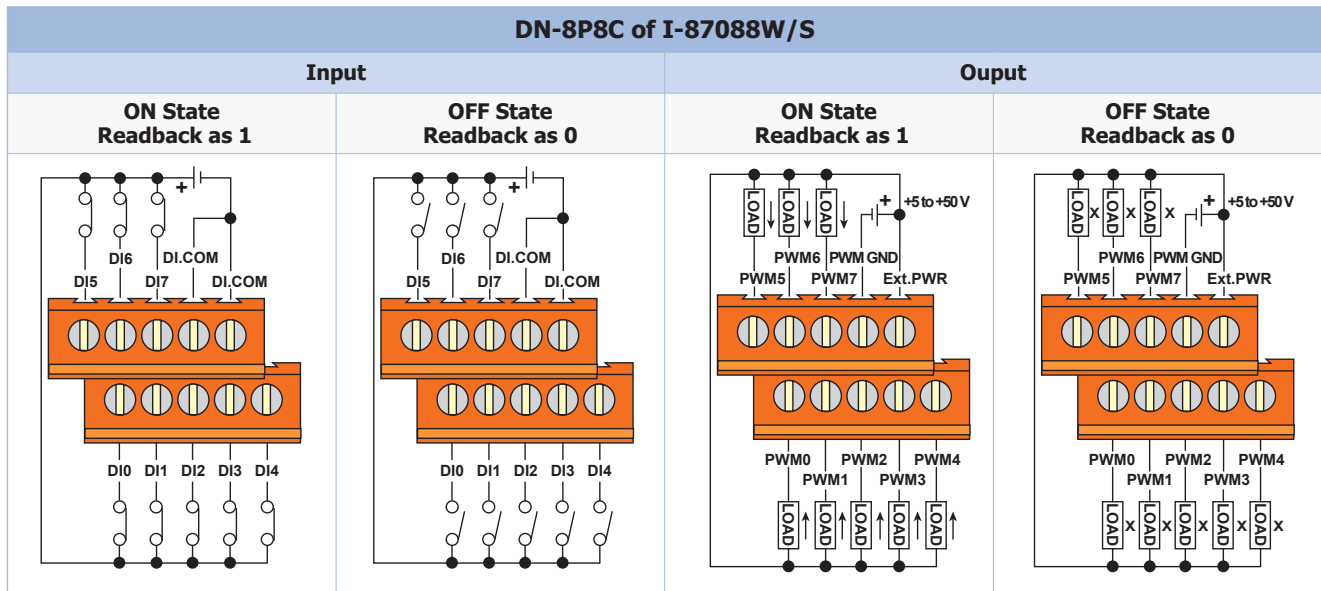 DN-8P8C of I-87088W/S
Input
Ouput
ON State
Readback as 1
OFF State
Readback as 0
ON State
Readback as 1
OFF State
Readback as 0
+
DI6 DI.COM
DI5 DI7 DI.COM
DI0 DI1 DI2 DI3 DI4
+
DI6 DI.COM
DI5 DI7 DI.COM
DI0 DI1 DI2 DI3 DI4
LOAD LOAD LOAD + +5 to +50 V
PWM6 PWM GND
PWM5 PWM7 Ext.PWR
PWM0 PWM2 PWM4
PWM1 PWM3
LOAD LOAD LOAD LOAD LOAD
LOAD X LOAD X LOAD X + +5 to +50 V
PWM6 PWM GND
PWM5 PWM7 Ext.PWR
PWM0 PWM2 PWM4
PWM1 PWM3
LOAD X LOAD X LOAD X LOAD X LOAD X